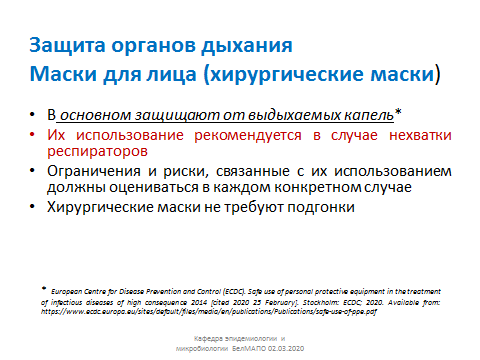 Защита органов дыхания
Маски для лица (хирургические маски)
• В основном защищают от выдыхаемых капель*
• Их использование рекомендуется в случае нехватки
респираторов
• Ограничения и риски, связанные с их использованием
должны оцениваться в каждом конкретном случае
• Хирургические маски не требуют подгонки
* European Centre for Disease Prevention and Control (ECDC). Safe use of personal protective equipment in the treatment
of infectious diseases of high consequence 2014 [cited 2020 25 February]. Stockholm: ECDC; 2020. Available from:
https://www.ecdc.europa.eu/sites/default/files/media/en/publications/Publications/safe-use-of-ppe.pdf
Кафедра эпидемиологии и
микробиологии БелМАПО 02.03.2020